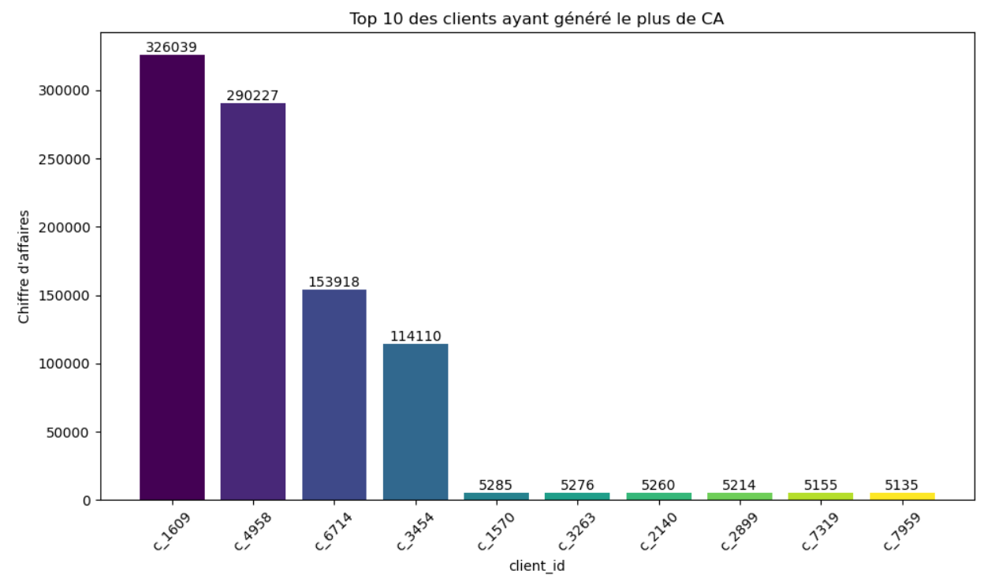 Top 10 des clients ayant généré le plus de CA
326039
290227
153918
114110
5285
5276
5260
5214
5155
5135
Chiffre d'affaires
300000
250000
200000
150000
100000
50000
0
c_1609
c_4958
c_6714
c_3454
c_1570
c_3263
c_2140
c_2899
c_7319
c_7959
client_id